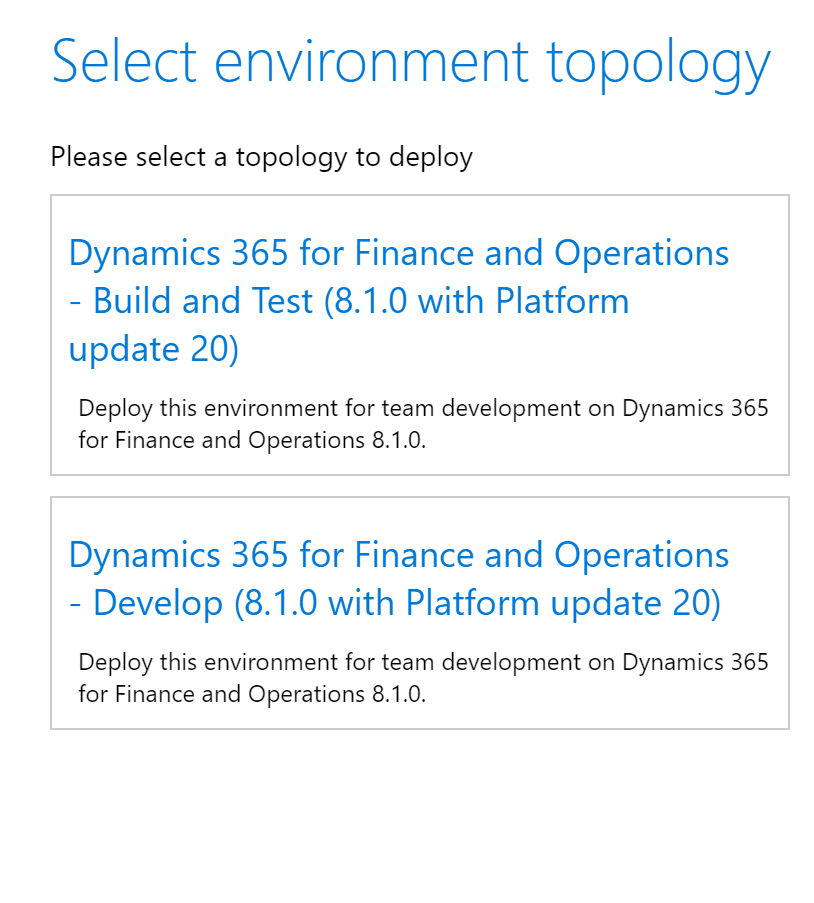 Select environment topology
Please select a topology to deploy
Dynamics 365 for Finance and Operations
- Build and Test (8.1.0 with Platform
update 20)
Deploy this environment for team development on Dynamics 365
for Finance and Operations 8.1.0.
Dynamics 365 for Finance and Operations
- Develop (8.1.0 with Platform update 20)
Deploy this environment for team development on Dynamics 365
for Finance and Operations 8.1.0.